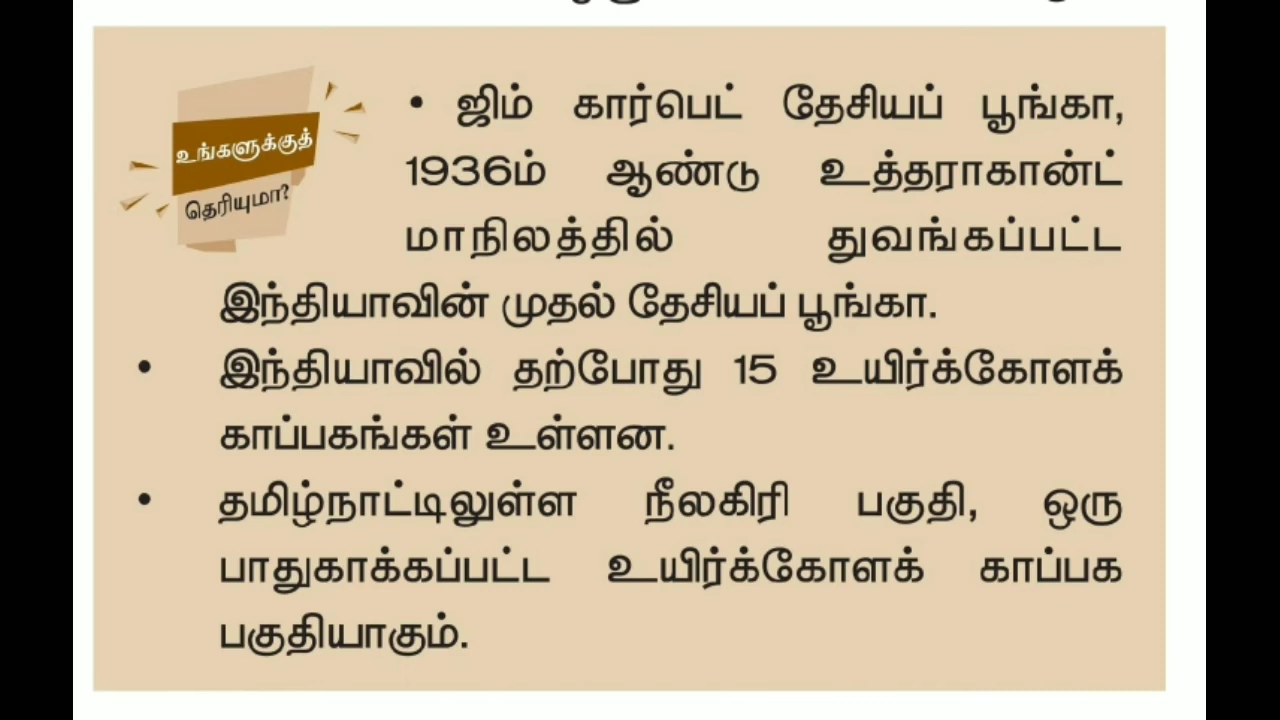 உங்களுக்குத்
தெரியுமா?
• ஜிம் கார்பெட் தேசியப் பூங்கா,
1936ம் ஆண்டு உத்தராகான்ட்
மாநிலத்தில் துவங்கப்பட்ட
இந்தியாவின் முதல் தேசியப் பூங்கா.
• இந்தியாவில் தற்போது 15 உயிர்க்கோளக்
காப்பகங்கள் உள்ளன.
• தமிழ்நாட்டிலுள்ள நீலகிரி பகுதி, ஒரு
பாதுகாக்கப்பட்ட உயிர்க்கோளக் காப்பக
பகுதியாகும்.